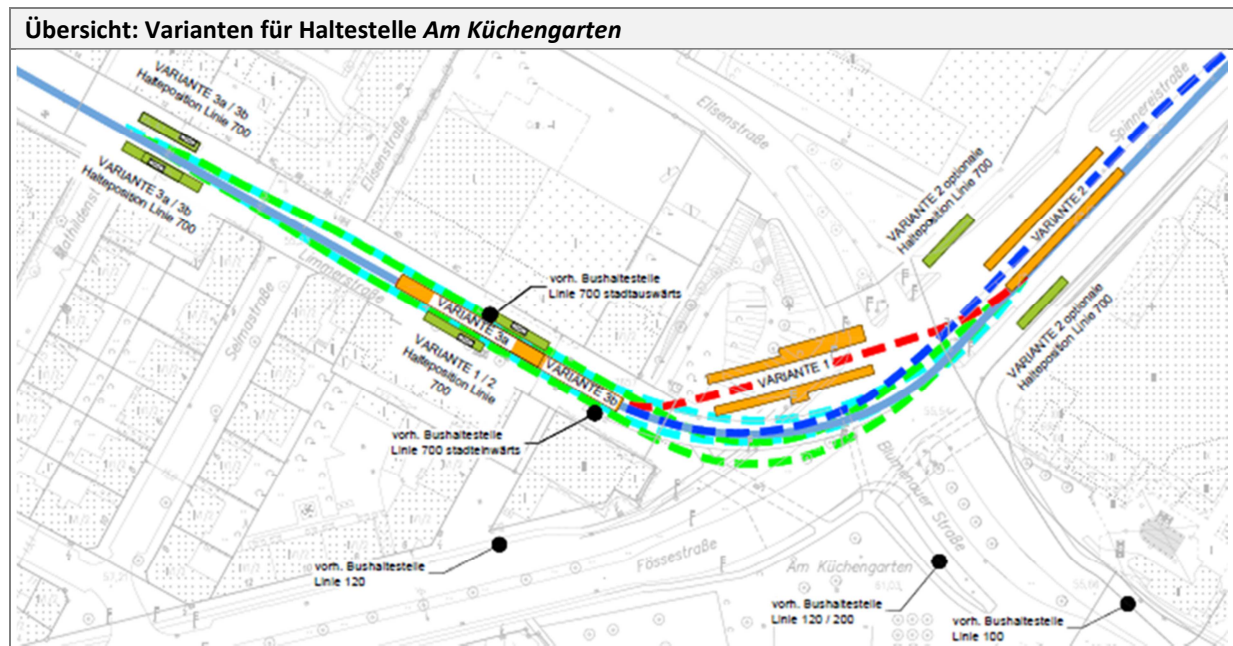 Übersicht: Varianten für Haltestelle Am Küchengarten
VARIANTE 3a / 3b
Halteposition Linie 700
VARIANTE 3a / 3b
Halteposition Linie 700
Elisenstraße
Elisenstraße
Spinnereistraße
VARIANTE 2 optionale
Halteposition Linie 700
VARIANTE 2
Limmerstraße
vorh. Bushaltestelle
Linie 700 stadtauswärts
VARIANTE 3a
VARIANTE 3b
VARIANTE 1
VARIANTE 1 / 2
Halteposition Linie
700
VARIANTE 2 optionale
Halteposition Linie 700
vorh. Bushaltestelle
Linie 700 stadteinwärts
Blumenauer Straße
vorh. Bushaltestelle
Linie 120
Fössestraße
Am Küchengarten
vorh. Bushaltestelle
Linie 120 / 200
vorh. Bushaltestelle
Linie 100